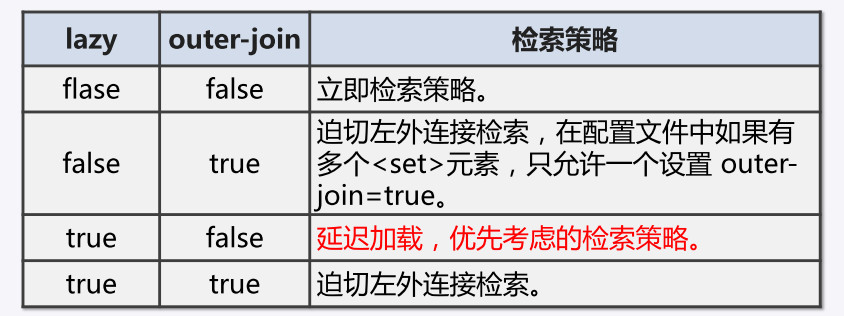 lazy outer-join 检索策略
flase false 立即检索策略。
迫切左外连接检索，在配置文件中如果有
false true 多个<set>元素，只允许一个设置 outer-
join=true。
true false 延迟加载，优先考虑的检索策略。
true true 迫切左外连接检索。